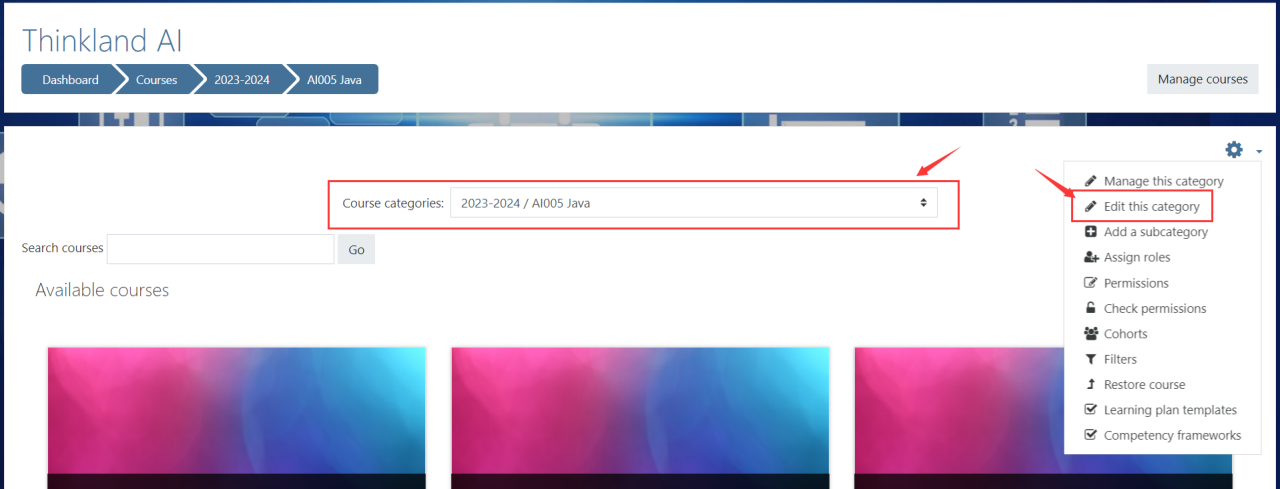 Thinkland AI
Dashboard
Courses
2023-2024
AI005 Java
Manage courses
Course categories:
2023-2024 / AI005 Java
Search courses
Go
Available courses
Manage this category
Edit this category
Add a subcategory
Assign roles
Permissions
Check permissions
Cohorts
Filters
Restore course
Learning plan templates
Competency frameworks